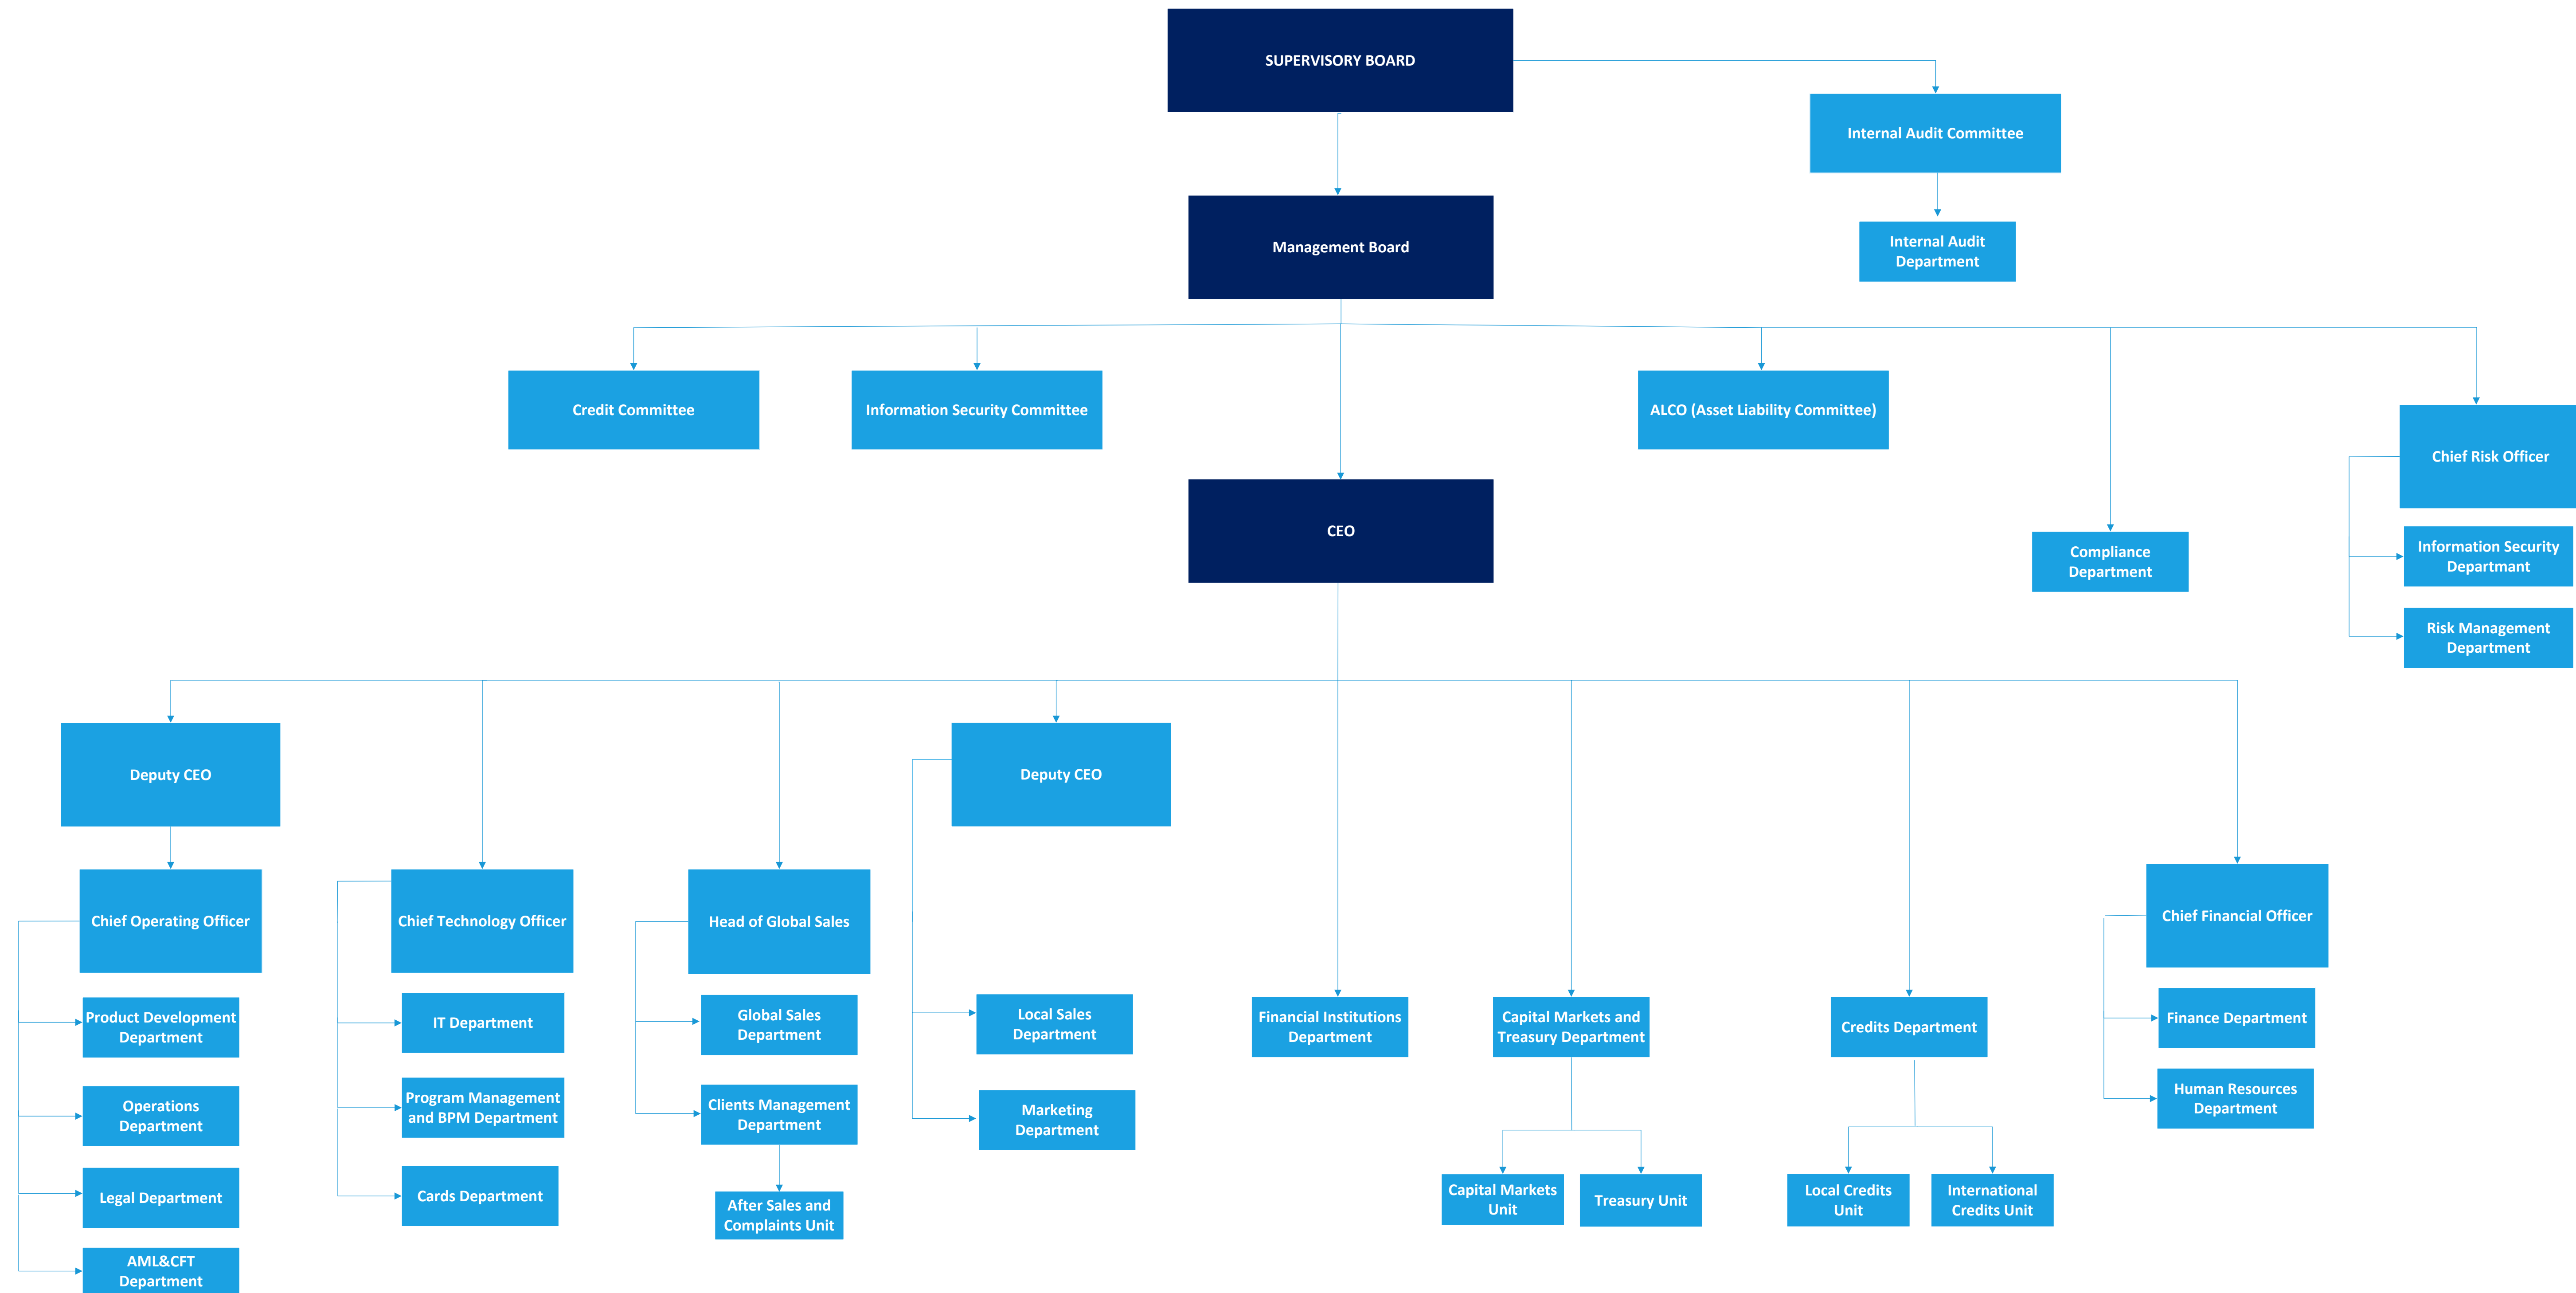 SUPERVISORY BOARD
Internal Audit Committee
Management Board
Internal Audit
Department
Credit Committee
Information Security Committee
ALCO (Asset Liability Committee)
Chief Risk Officer
CEO
Compliance
Department
Information Security
Departmant
Risk Management
Department
Deputy CEO
Deputy CEO
Chief Operating Officer
Chief Technology Officer
Head of Global Sales
Chief Financial Officer
Product Development
Department
IT Department
Global Sales
Department
Local Sales
Department
Financial Institutions
Department
Capital Markets and
Treasury Department
Credits Department
Finance Department
Operations
Department
Program Management
and BPM Department
Clients Management
Department
Marketing
Department
Human Resources
Department
Legal Department
Cards Department
After Sales and
Complaints Unit
Capital Markets
Unit
Treasury Unit
Local Credits
Unit
International
Credits Unit
AML&CFT
Department